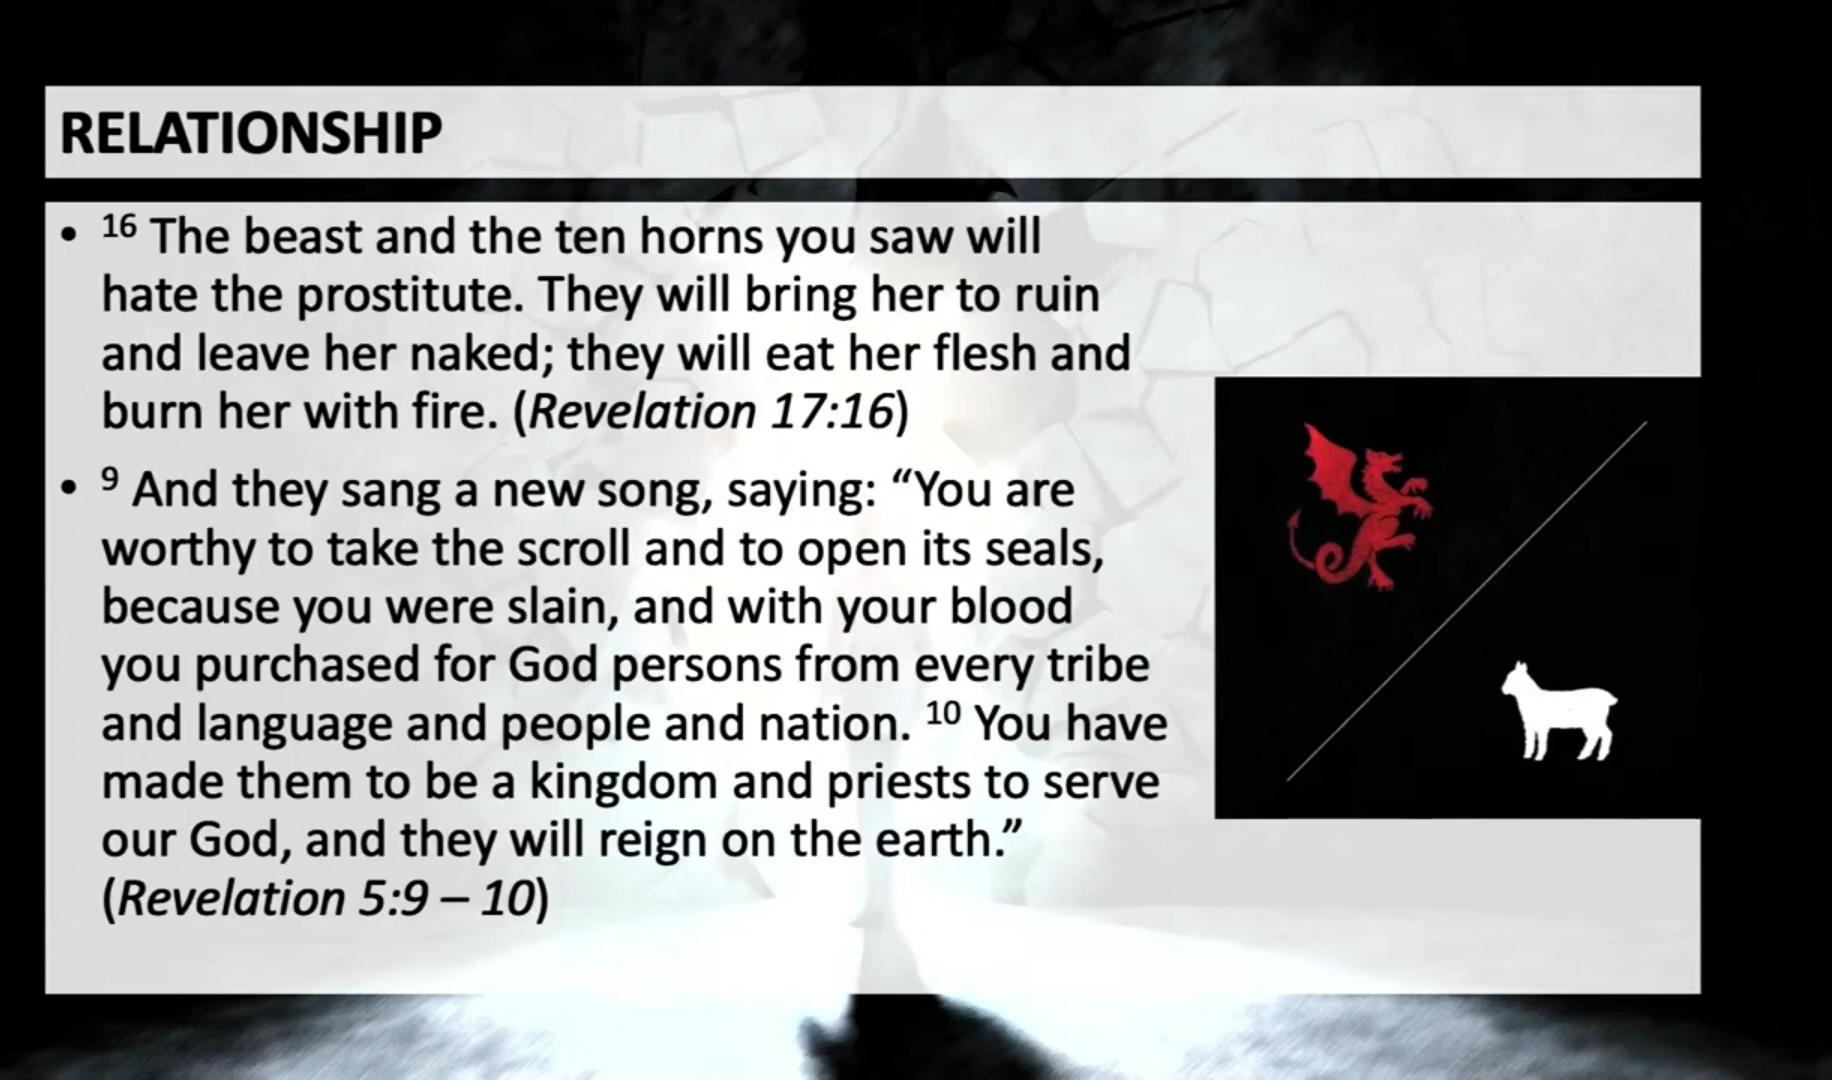 RELATIONSHIP
• 16 The beast and the ten horns you saw will
hate the prostitute. They will bring her to ruin
and leave her naked; they will eat her flesh and
burn her with fire. (Revelation 17:16)
• 9 And they sang a new song, saying: “You are
worthy to take the scroll and to open its seals,
because you were slain, and with your blood
you purchased for God persons from every tribe
and language and people and nation. 10 You have
made them to be a kingdom and priests to serve
our God, and they will reign on the earth.”
(Revelation 5:9 – 10)